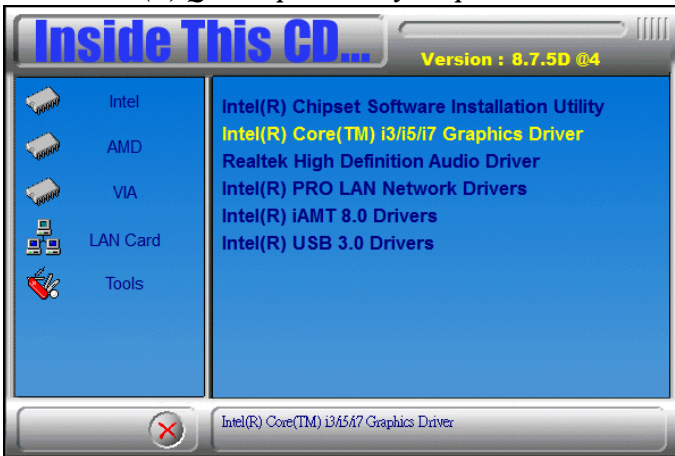 Inside This CD...
Version : 8.7.5D @4
Intel
AMD
VIA
LAN Card
Tools
Intel(R) Chipset Software Installation Utility
Intel(R) Core(TM) i3/i5/i7 Graphics Driver
Realtek High Definition Audio Driver
Intel(R) PRO LAN Network Drivers
Intel(R) iAMT 8.0 Drivers
Intel(R) USB 3.0 Drivers
Intel(R) Core(TM) i3/i5/i7 Graphics Driver